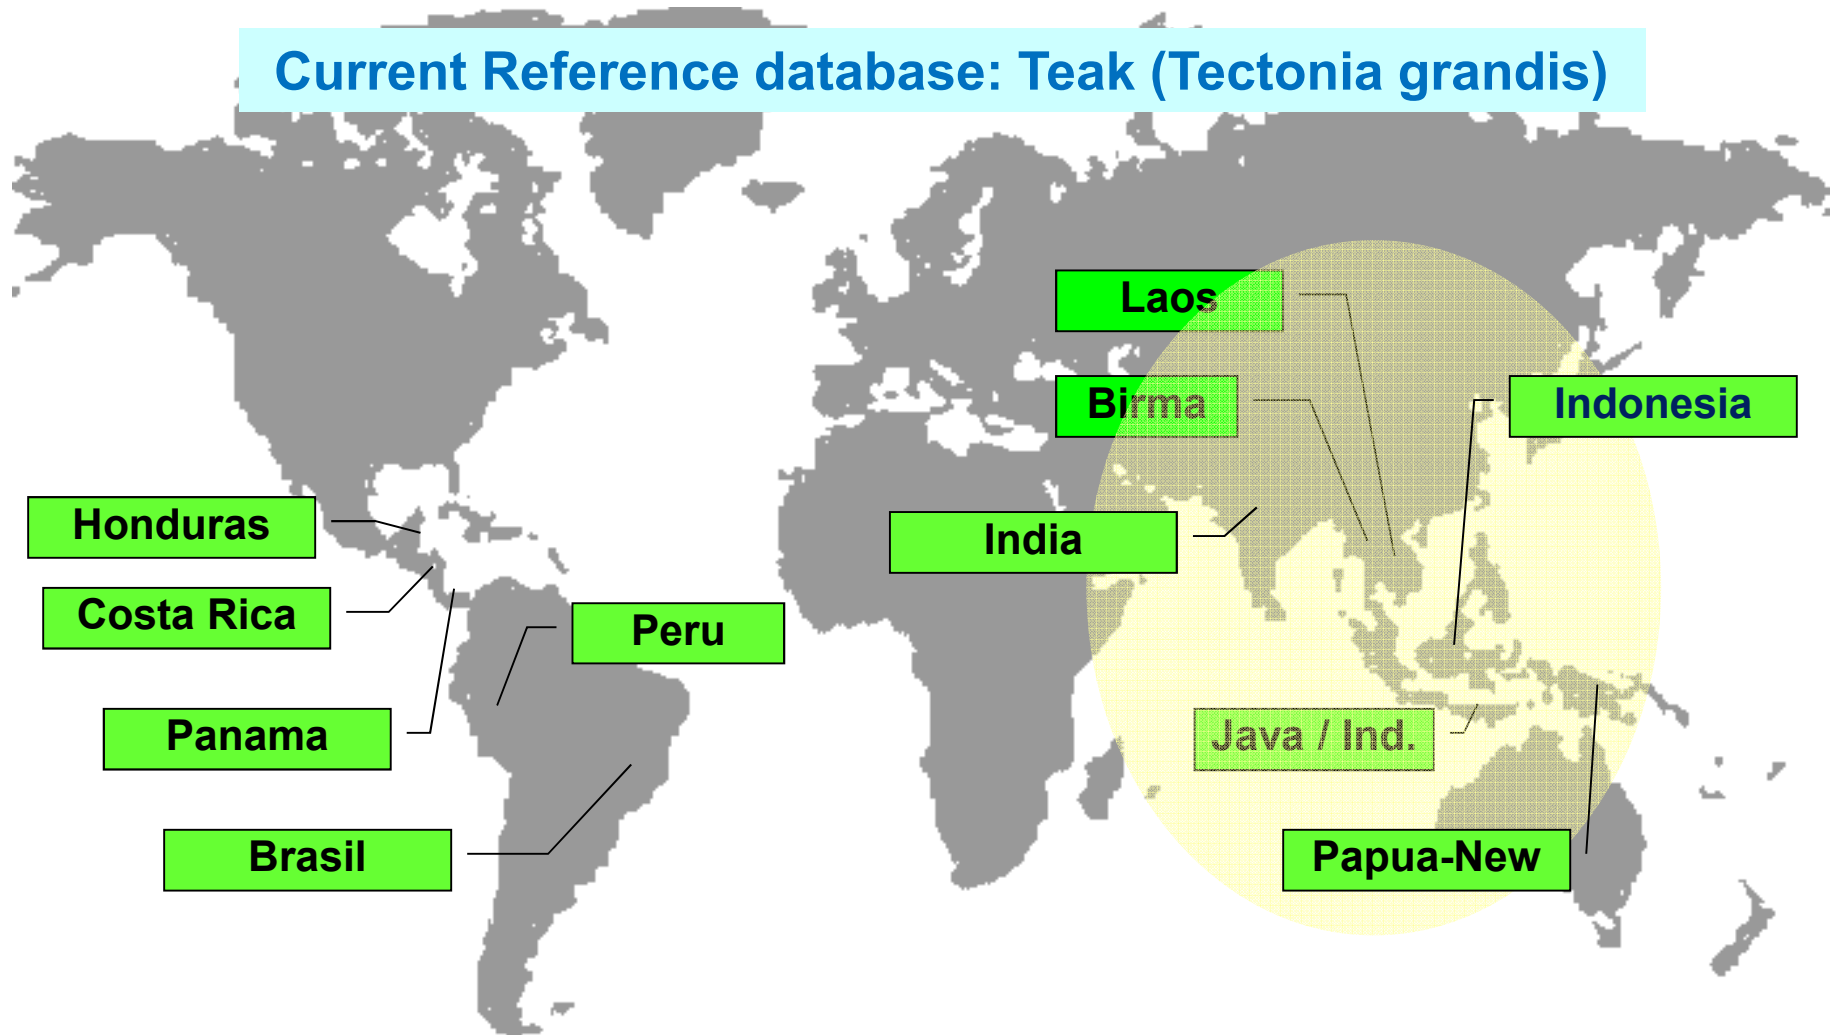 Current Reference database: Teak (Tectonia grandis)
Laos
Birma
Indonesia
Honduras
India
Costa Rica
Peru
Panama
Java / Ind.
Brasil
Papua-New